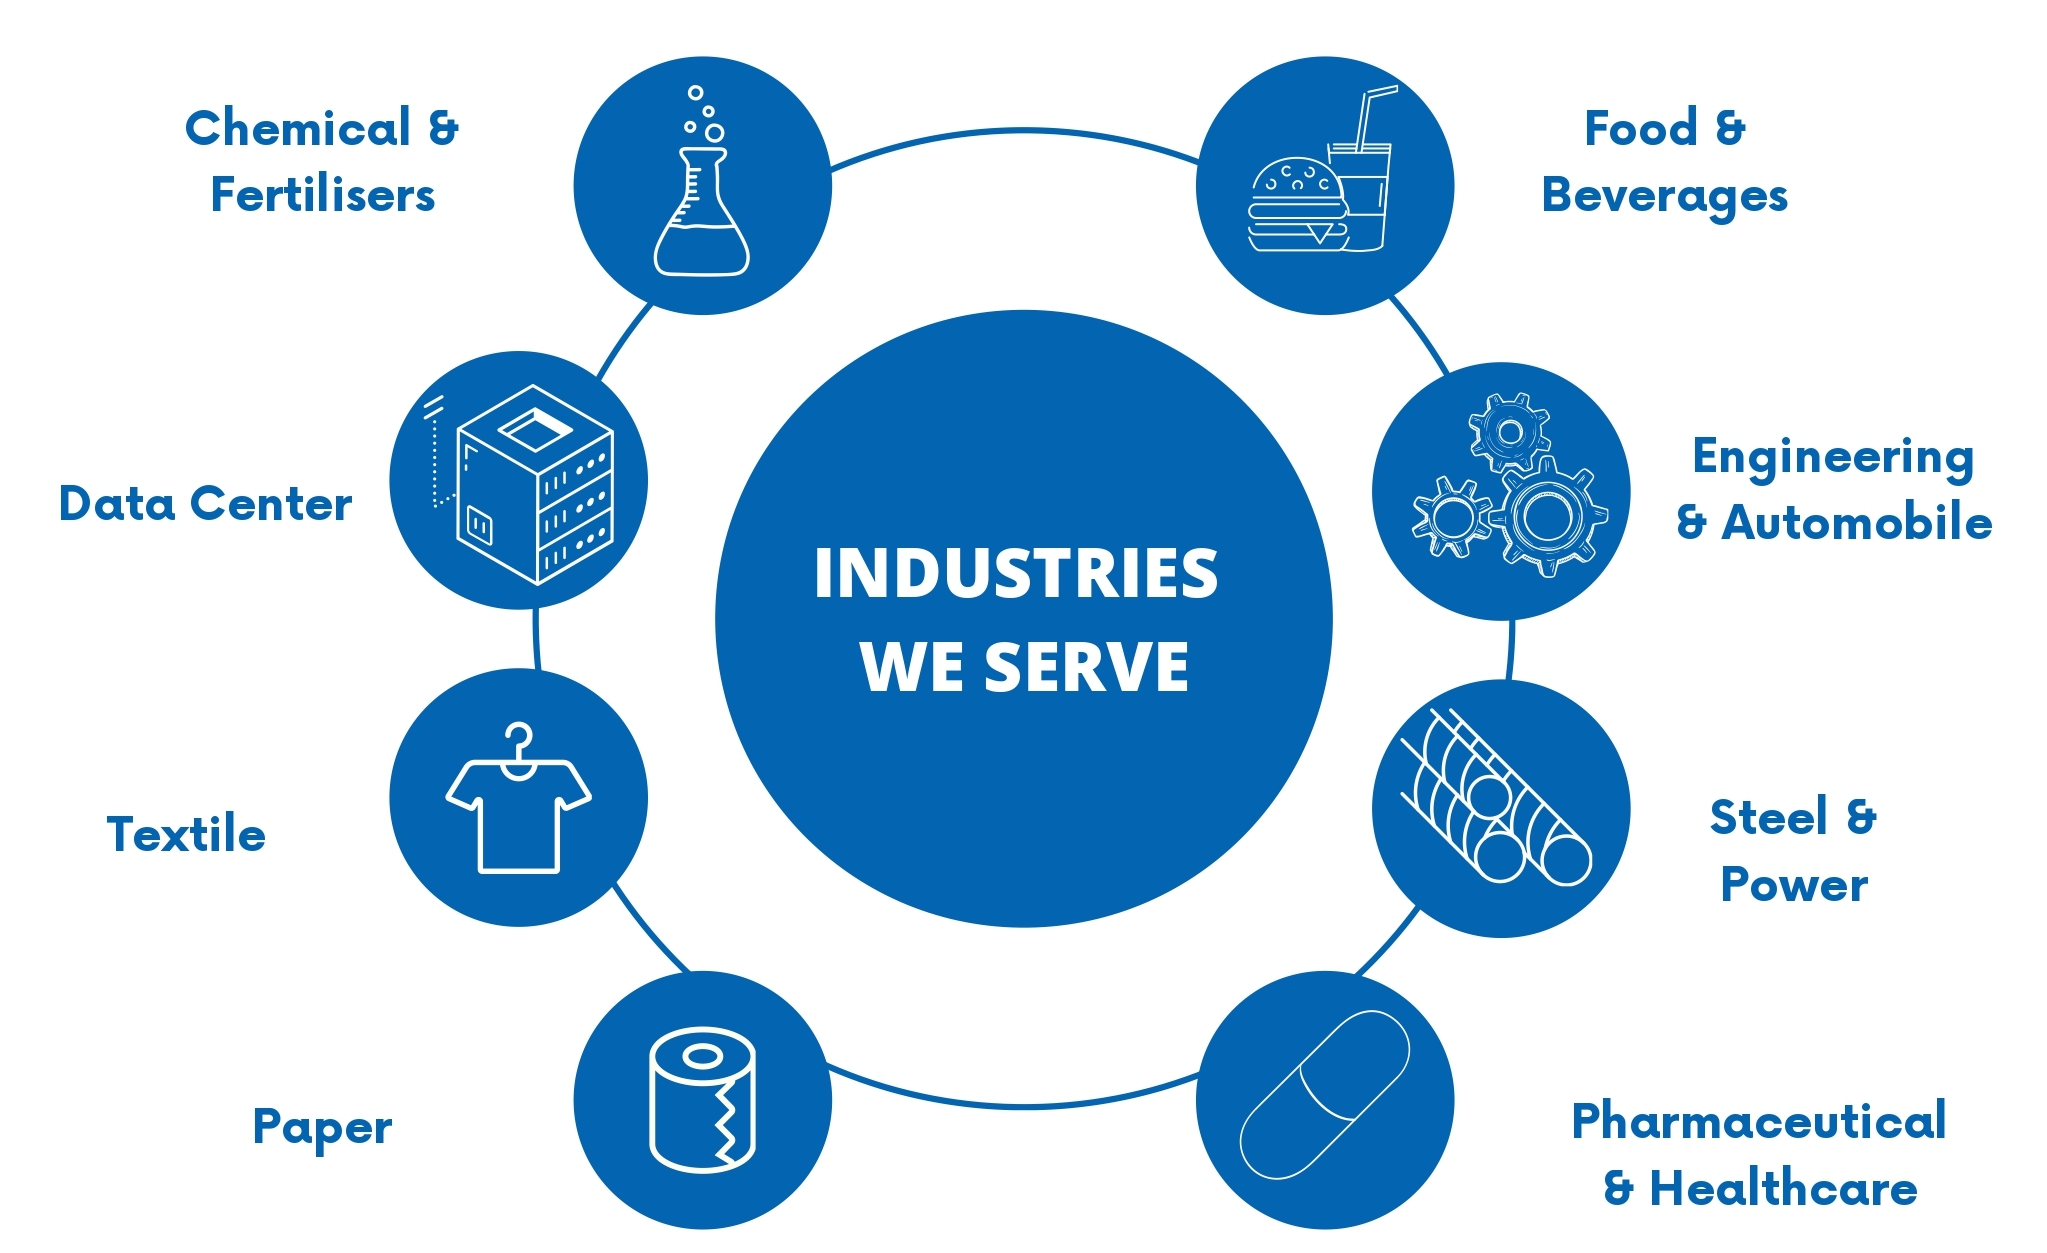 Chemical &
Fertilisers
Food &
Beverages
Data Center
Engineering
& Automobile
INDUSTRIES
WE SERVE
Textile
Steel &
Power
Paper
Pharmaceutical
& Healthcare